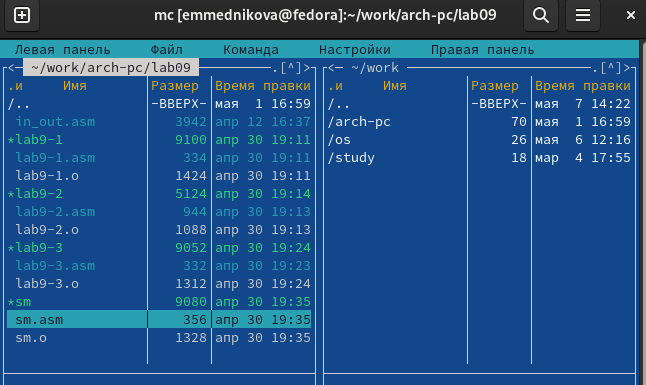 mc [emmednikova@fedora]:~/work/arch-pc/lab09
Левая панель Файл Команда Настройки Правая панель
<─ ~/work/arch-pc/lab09 .[^]>
.и Имя Размер Время правки
/.. -ВВЕРХ- мая 1 16:59
in_out.asm 3942 апр 12 16:37
*lab9-1 9100 апр 30 19:11
lab9-1.asm 334 апр 30 19:11
lab9-1.o 1424 апр 30 19:11
*lab9-2 5124 апр 30 19:14
lab9-2.asm 944 апр 30 19:13
lab9-2.o 1088 апр 30 19:13
*lab9-3 9052 апр 30 19:24
lab9-3.asm 332 апр 30 19:23
lab9-3.o 1312 апр 30 19:24
*sm 9080 апр 30 19:35
sm.asm 356 апр 30 19:35
sm.o 1328 апр 30 19:35
<─ ~/work .[^]>
.и Имя Размер Время правки
/.. -ВВЕРХ- мая 7 14:22
/arch-pc 70 мая 1 16:59
/os 26 мая 6 12:16
/study 18 мар 4 17:55